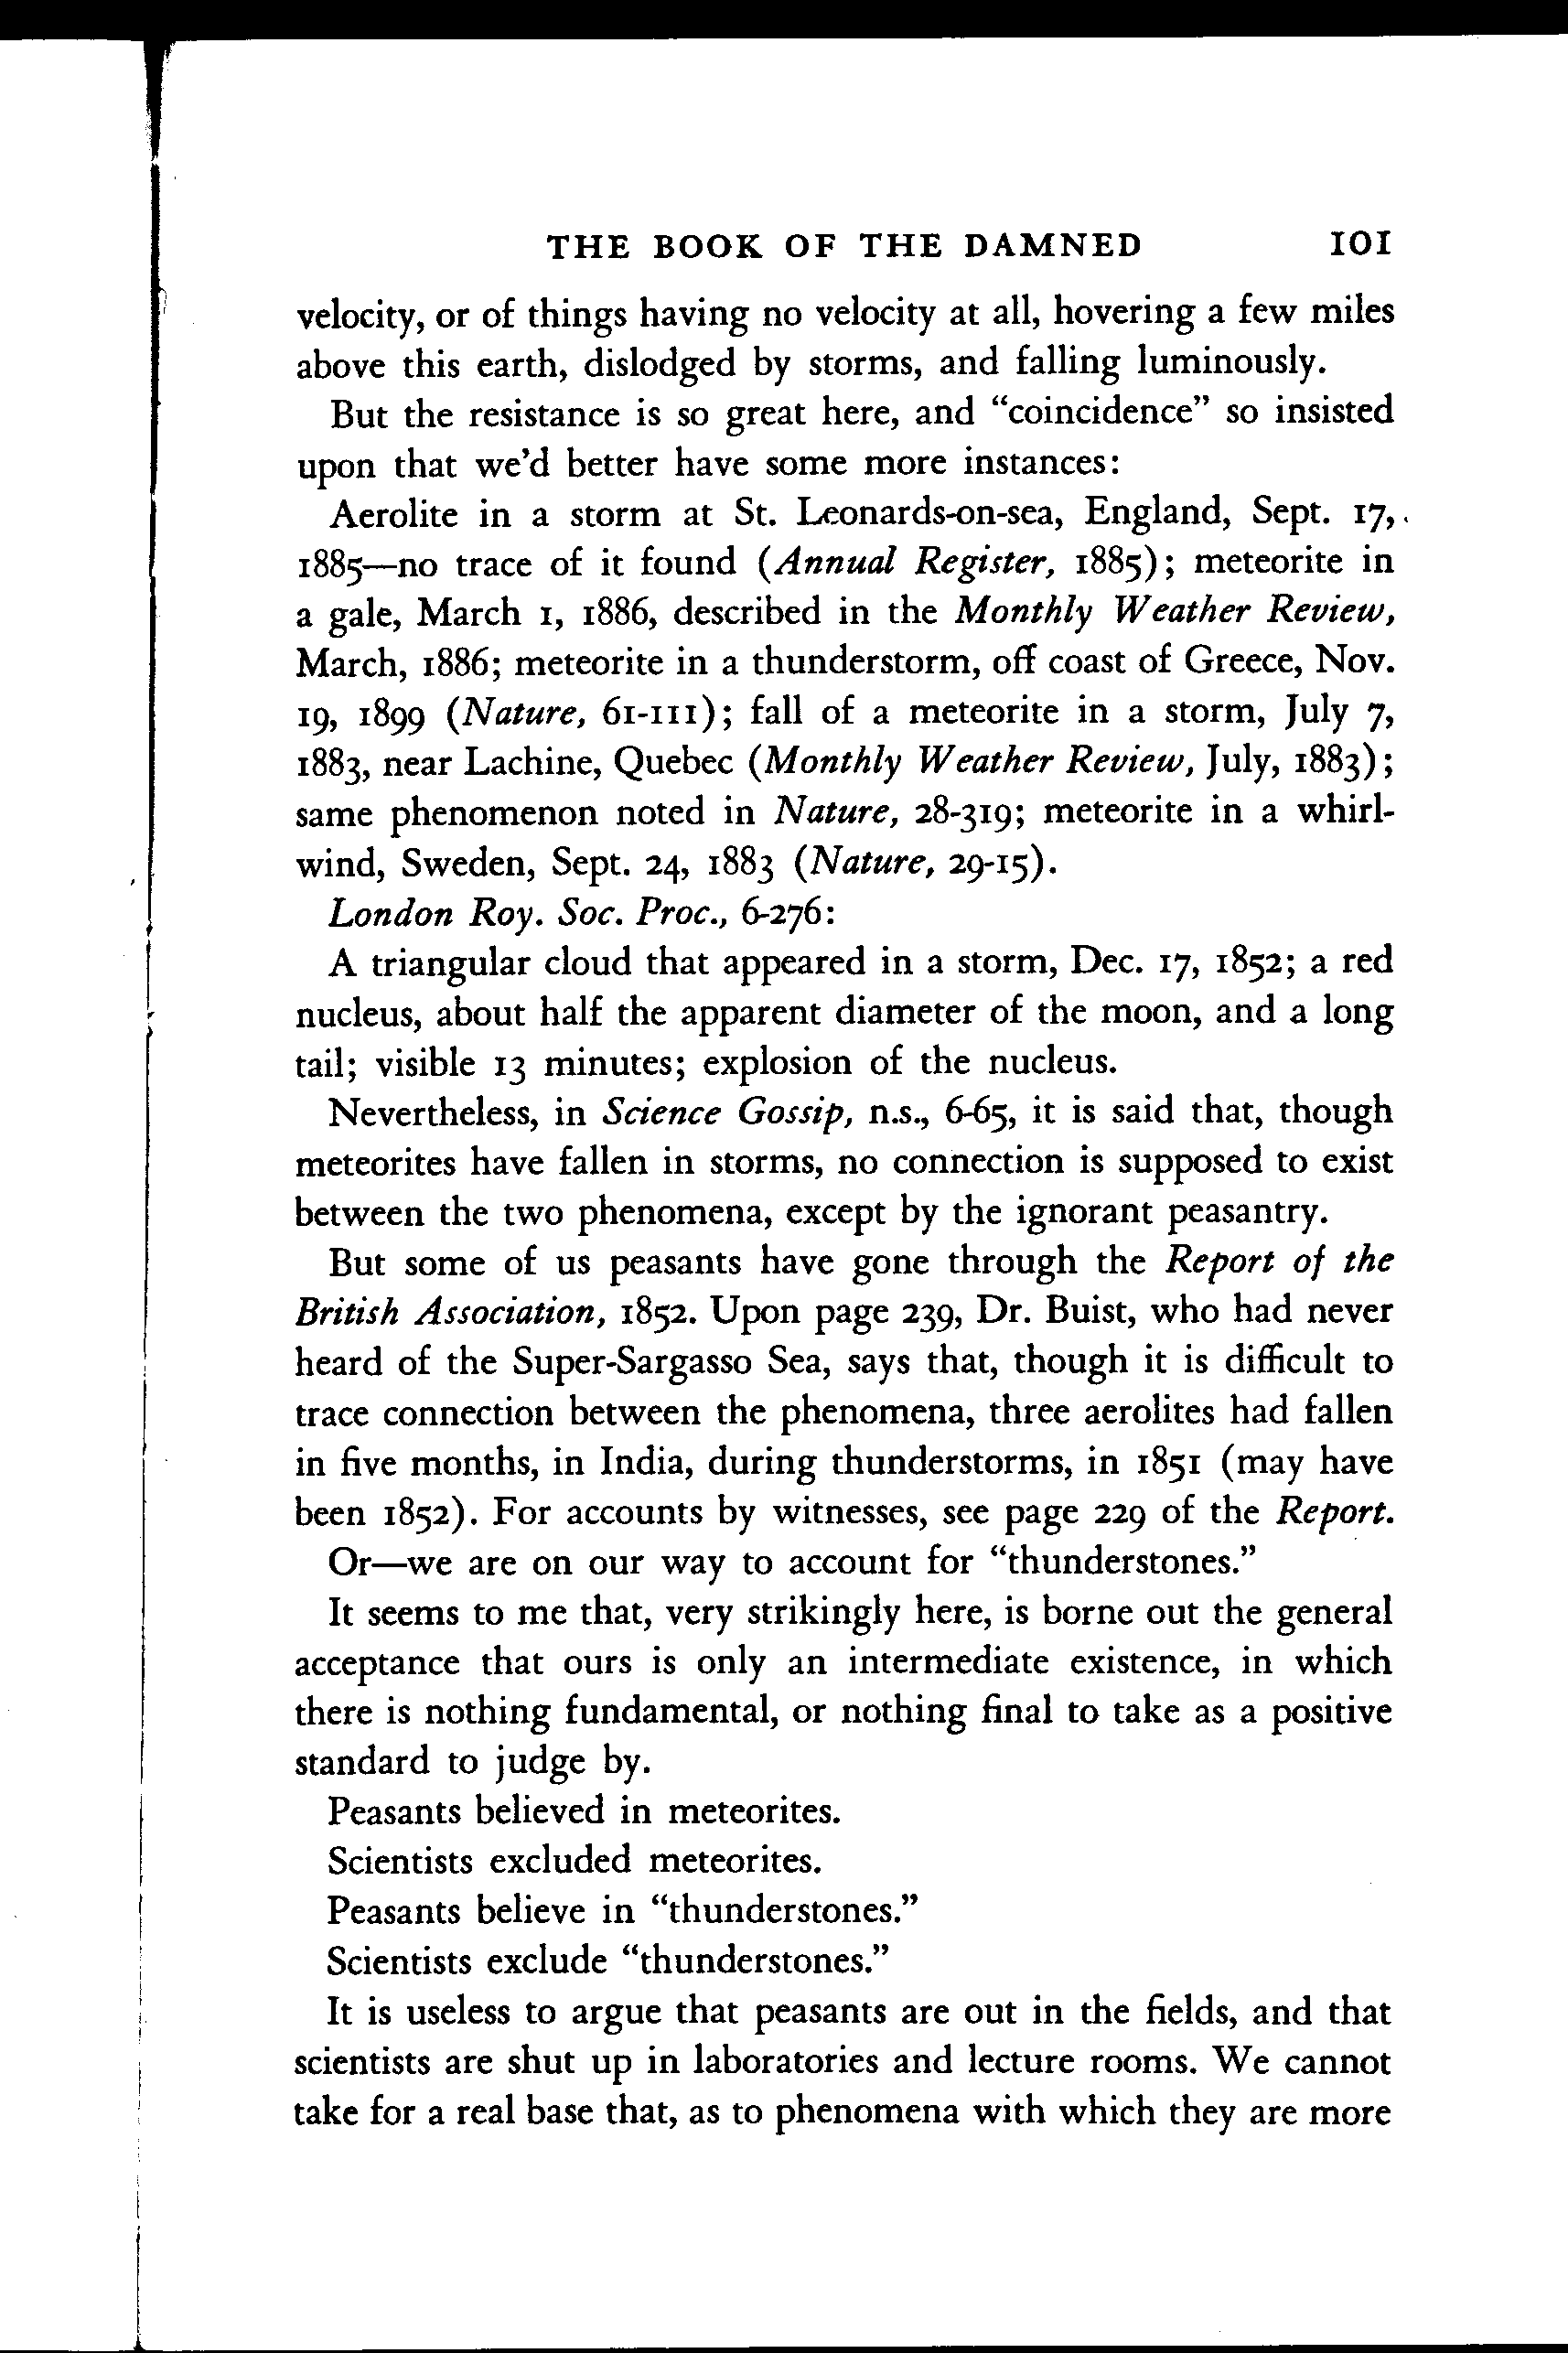 THE BOOK OF THE DAMNED 101
velocity, or of things having no velocity at all, hovering a few miles
above this earth, dislodged by storms, and falling luminously.
But the resistance is so great here, and “coincidence” so insisted
upon that we’d better have some more instances:
Aerolite in a storm at St. Leonards-on-sea, England, Sept. 17,
1885—no trace of it found (Annual Register, 1885); meteorite in
a gale, March 1, 1886, described in the Monthly Weather Review,
March, 1886; meteorite in a thunderstorm, off coast of Greece, Nov.
19, 1899 (Nature, 61-111); fall of a meteorite in a storm, July 7,
1883, near Lachine, Quebec (Monthly Weather Review, July, 1883);
same phenomenon noted in Nature, 28-319; meteorite in a whirl-
wind, Sweden, Sept. 24, 1883 (Nature, 29-15).
London Roy. Soc. Proc., 6-276:
A triangular cloud that appeared in a storm, Dec. 17, 1852; a red
nucleus, about half the apparent diameter of the moon, and a long
tail; visible 13 minutes; explosion of the nucleus.
Nevertheless, in Science Gossip, n.s., 6-65, it is said that, though
meteorites have fallen in storms, no connection is supposed to exist
between the two phenomena, except by the ignorant peasantry.
But some of us peasants have gone through the Report of the
British Association, 1852. Upon page 239, Dr. Buist, who had never
heard of the Super-Sargasso Sea, says that, though it is difficult to
trace connection between the phenomena, three aerolites had fallen
in five months, in India, during thunderstorms, in 1851 (may have
been 1852). For accounts by witnesses, see page 229 of the Report.
Or—we are on our way to account for “thunderstones.”
It seems to me that, very strikingly here, is borne out the general
acceptance that ours is only an intermediate existence, in which
there is nothing fundamental, or nothing final to take as a positive
standard to judge by.
Peasants believed in meteorites.
Scientists excluded meteorites.
Peasants believe in “thunderstones.”
Scientists exclude “thunderstones.”
It is useless to argue that peasants are out in the fields, and that
scientists are shut up in laboratories and lecture rooms. We cannot
take for a real base that, as to phenomena with which they are more